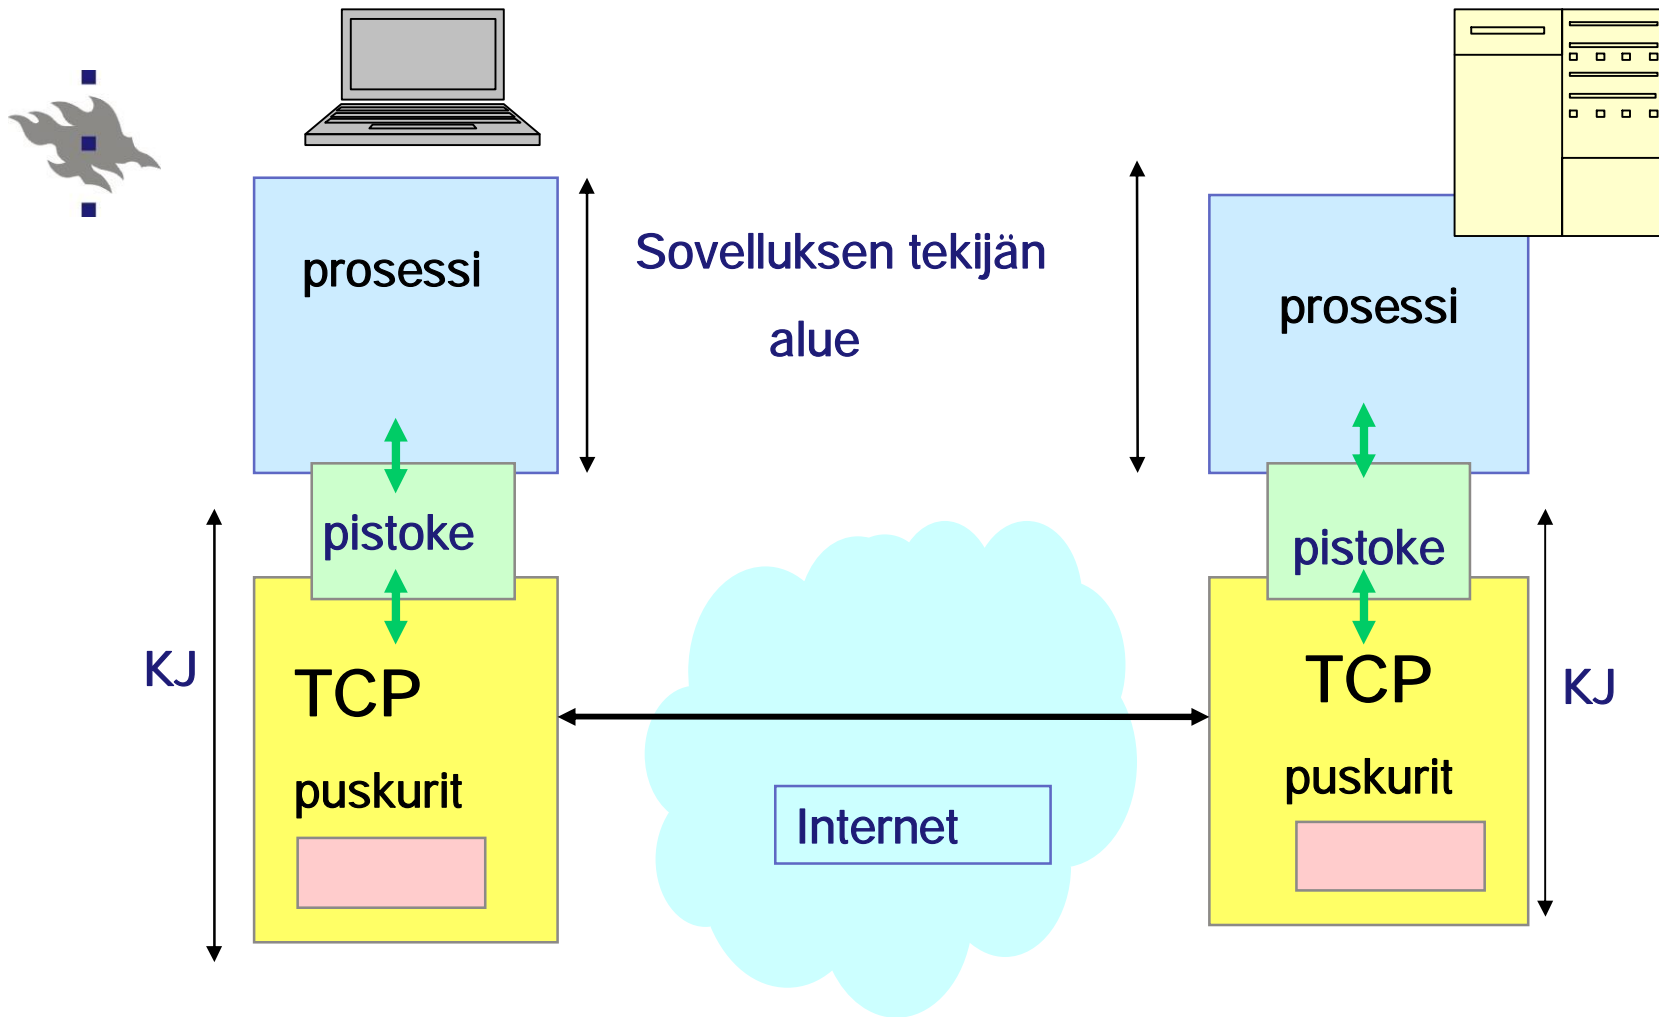 prosessi
Sovelluksen tekijän
alue
prosessi
pistoke
pistoke
KJ
TCP
puskurit
Internet
TCP
puskurit
KJ